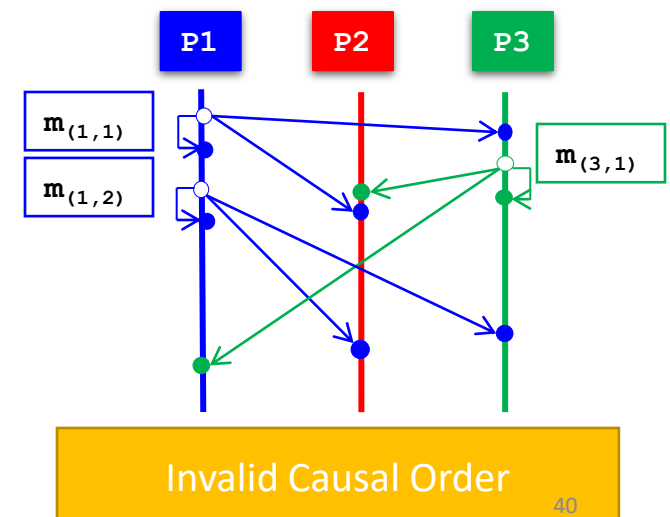 P1 P2 P3
m(1,1)
m(3,1)
m(1,2)
Invalid Causal Order
40